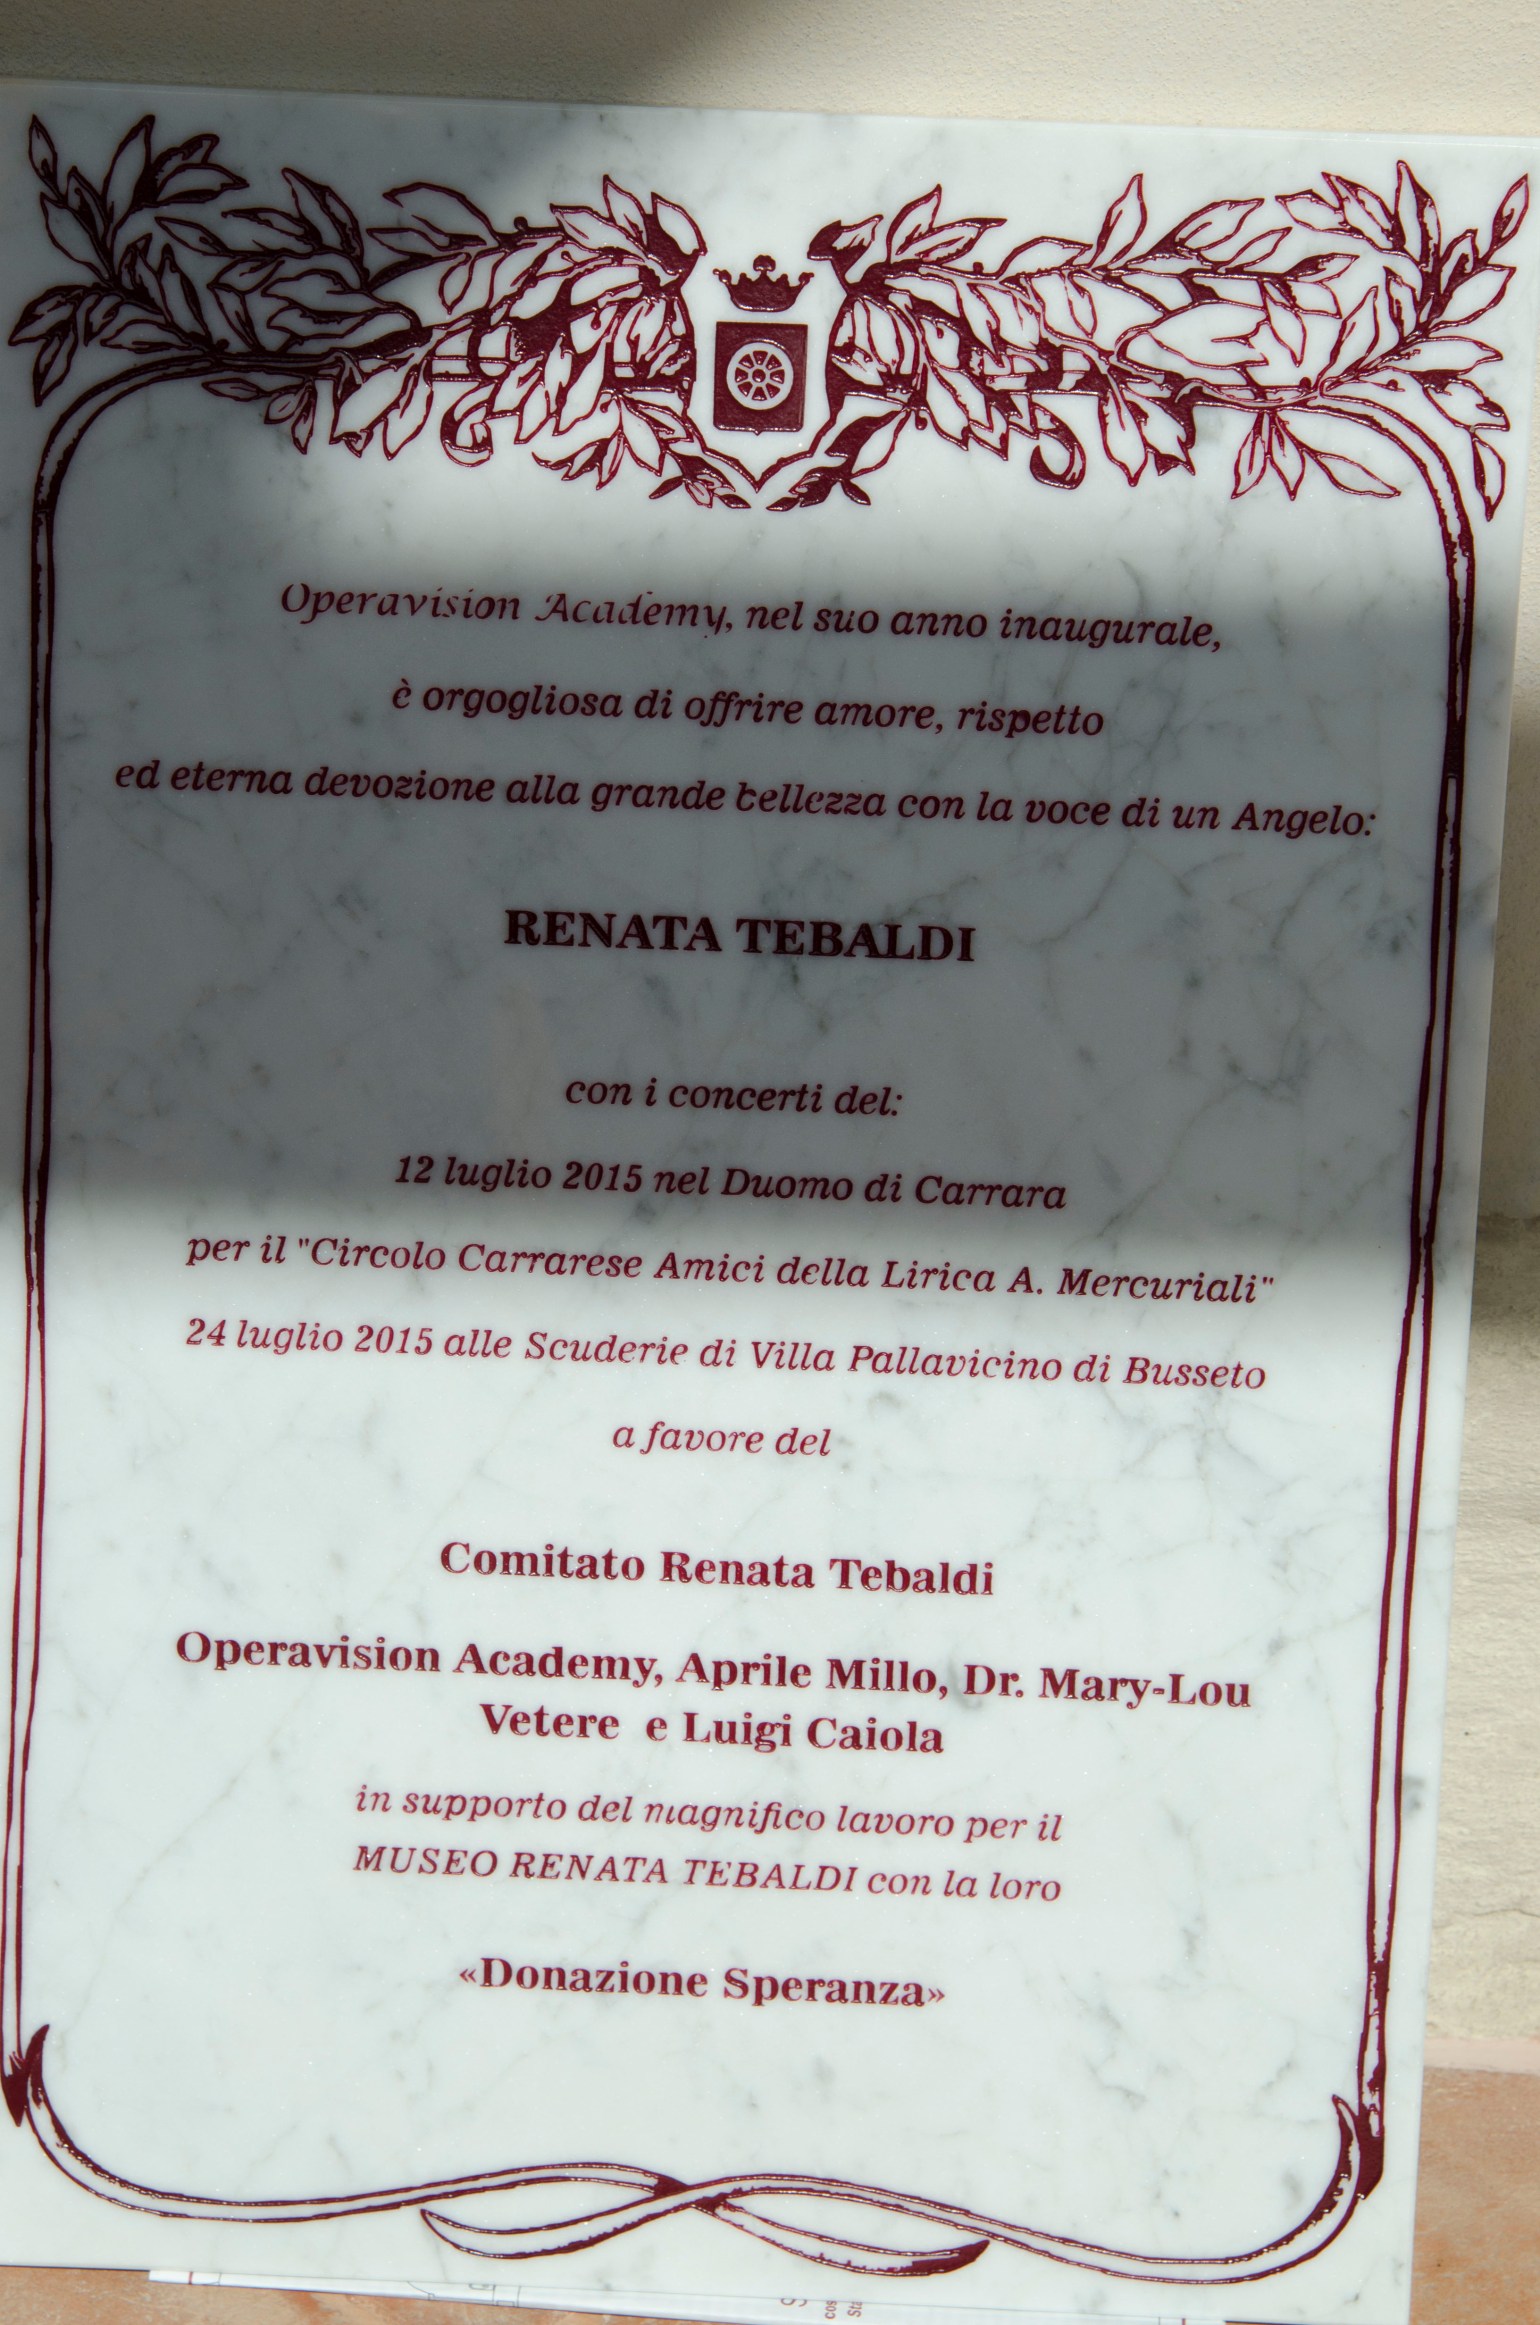 Operavision Academy, nel suo anno inaugurale,
è orgogliosa di offrire amore, rispetto
ed eterna devozione alla grande bellezza con la voce di un Angelo:
RENATA TEBALDI
con i concerti del:
12 luglio 2015 nel Duomo di Carrara
per il "Circolo Carrarese Amici della Lirica A. Mercuriali"
24 luglio 2015 alle Scuderie di Villa Pallavicino di Busseto
a favore del
Comitato Renata Tebaldi
Operavision Academy, Aprile Millo, Dr. Mary-Lou
Vetere e Luigi Caiola
in supporto del magnifico lavoro per il
MUSEO RENATA TEBALDI con la loro
«Donazione Speranza»